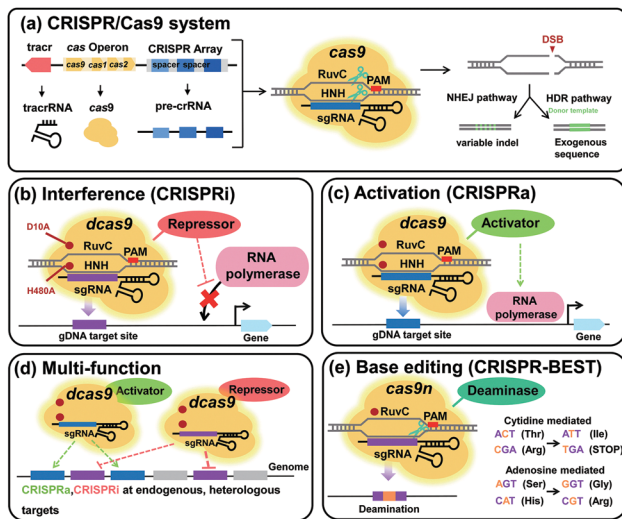 (a) CRISPR/Cas9 system
tracr
cas Operon
CRISPR Array
cas9 cas1 cas2
spacer spacer
tracrRNA
cas9
pre-crRNA
cas9
RuvC
PAM
HNH
sgRNA
DSB
NHEJ pathway
HDR pathway
Donor template
variable indel
Exogenous
sequence
(b) Interference (CRISPRi)
dcas9
Repressor
D10A
RuvC
PAM
HNH
H480A
sgRNA
RNA
polymerase
gDNA target site
Gene
(c) Activation (CRISPRa)
dcas9
Activator
RuvC
PAM
HNH
sgRNA
RNA
polymerase
gDNA target site
Gene
(d) Multi-function
dcas9
Activator
sgRNA
Repressor
dcas9
sgRNA
Genome
CRISPRa,CRISPRi at endogenous, heterologous
targets
(e) Base editing (CRISPR-BEST)
cas9n
Deaminase
RuvC
PAM
sgRNA
Deamination
Cytidine mediated
ACT (Thr) ATT (Ile)
CGA (Arg) TGA (STOP)
Adenosine mediated
AGT (Ser) GGT (Gly)
CAT (His) CGT (Arg)